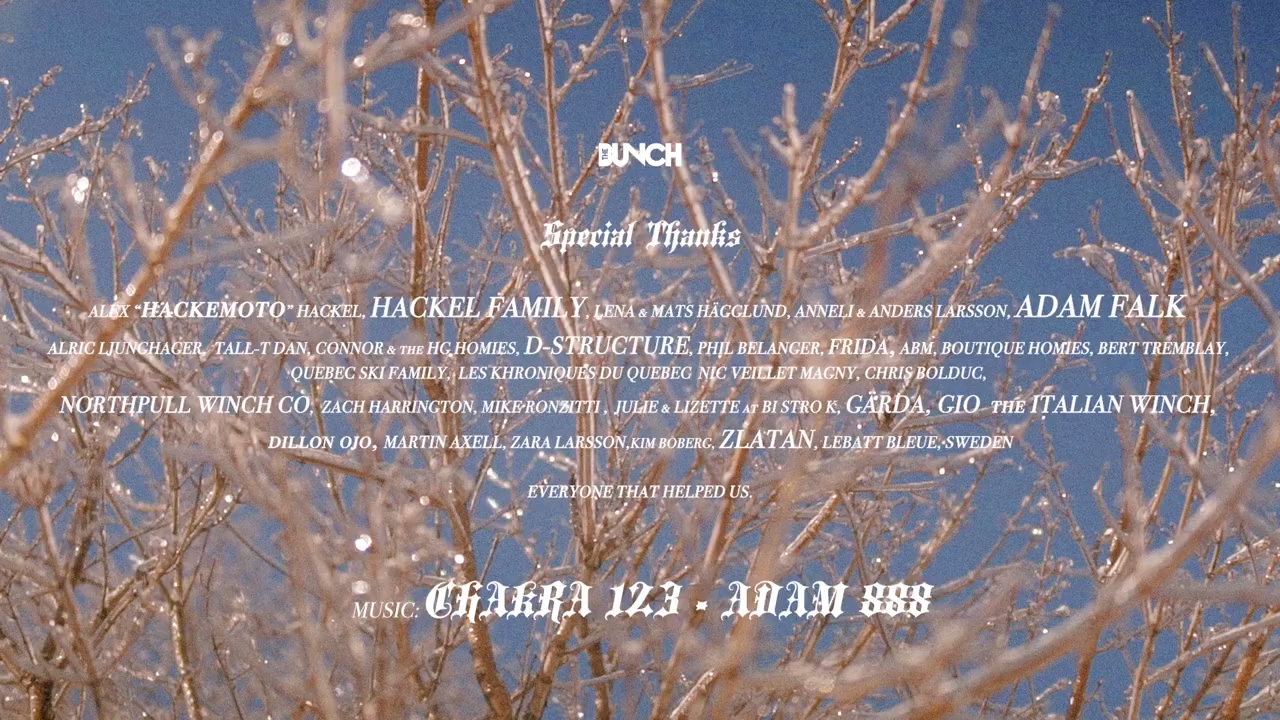 THE BUNCH
Special Thanks
ALEX "HACKEMOTO" HACKEL, HACKEL FAMILY, LENA & MATS HÄGGLUND, ANNELI & ANDERS LARSSON, ADAM FALK
ALRIC LJUNGHAGER, TALL-T DAN, CONNOR & THE HG HOMIES, D-STRUCTURE, PHIL BELANGER, FRIDA, ABM, BOUTIQUE HOMIES, BERT TREMBLAY,
QUEBEC SKI FAMILY, LES KHRONIQUES DU QUEBEC NIC VEILLET MAGNY, CHRIS BOLDUC,
NORTHPULL WINCH CO, ZACH HARRINGTON, MIKE RONZITTI, JULIE & LIZETTE AT BI STRO K, GÄRDA, GIO THE ITALIAN WINCH,
DILLON OJO, MARTIN AXELL, ZARA LARSSON, KIM BOBERG, ZLATAN, LEBATT BLEUE, SWEDEN
EVERYONE THAT HELPED US.
MUSIC: CHAKRA 123 - ADAM 888